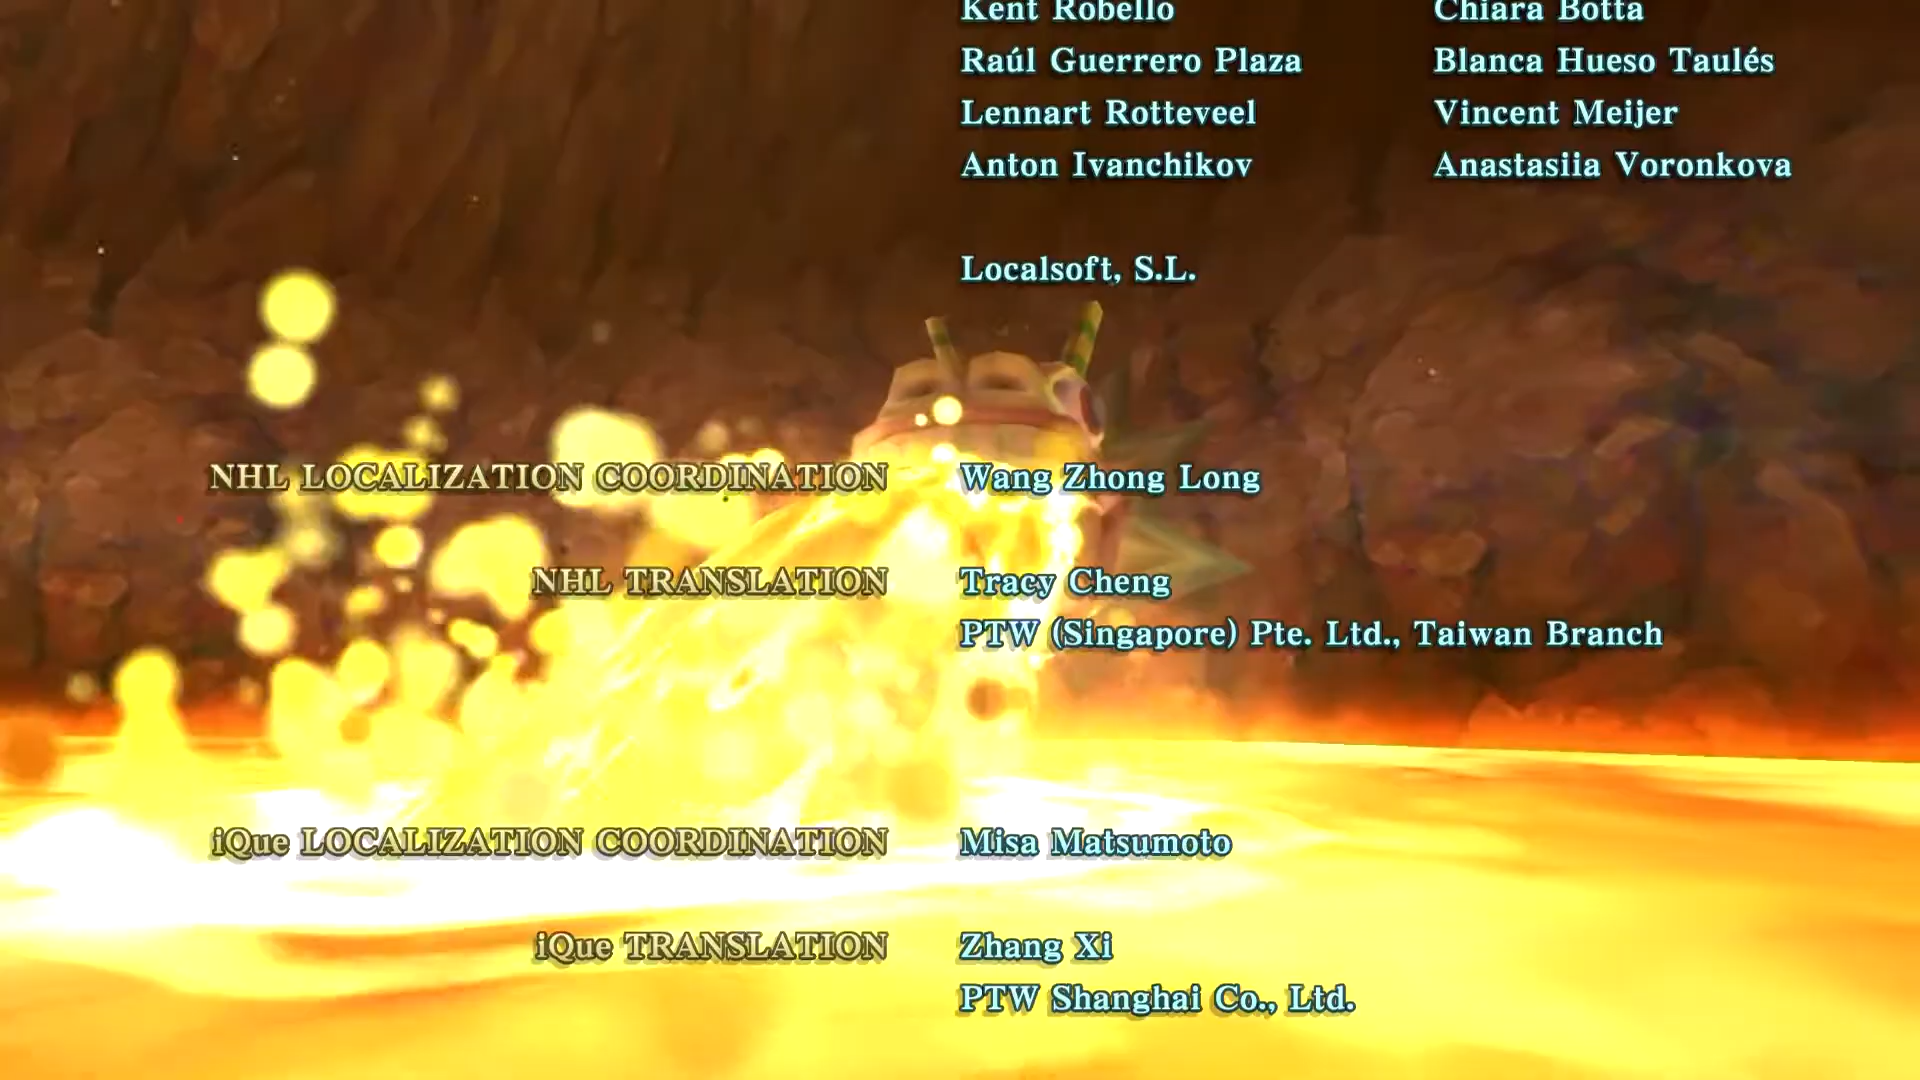 Kent Robello Chiara Botta
Raúl Guerrero Plaza Blanca Hueso Taulés
Lennart Rotteveel Vincent Meijer
Anton Ivanchikov Anastasiia Voronkova
Localsoft, S.L.
NHL LOCALIZATION COORDINATION Wang Zhong Long
NHL TRANSLATION Tracy Cheng
PTW (Singapore) Pte. Ltd., Taiwan Branch
iQue LOCALIZATION COORDINATION Misa Matsumoto
iQue TRANSLATION Zhang Xi
PTW Shanghai Co., Ltd.